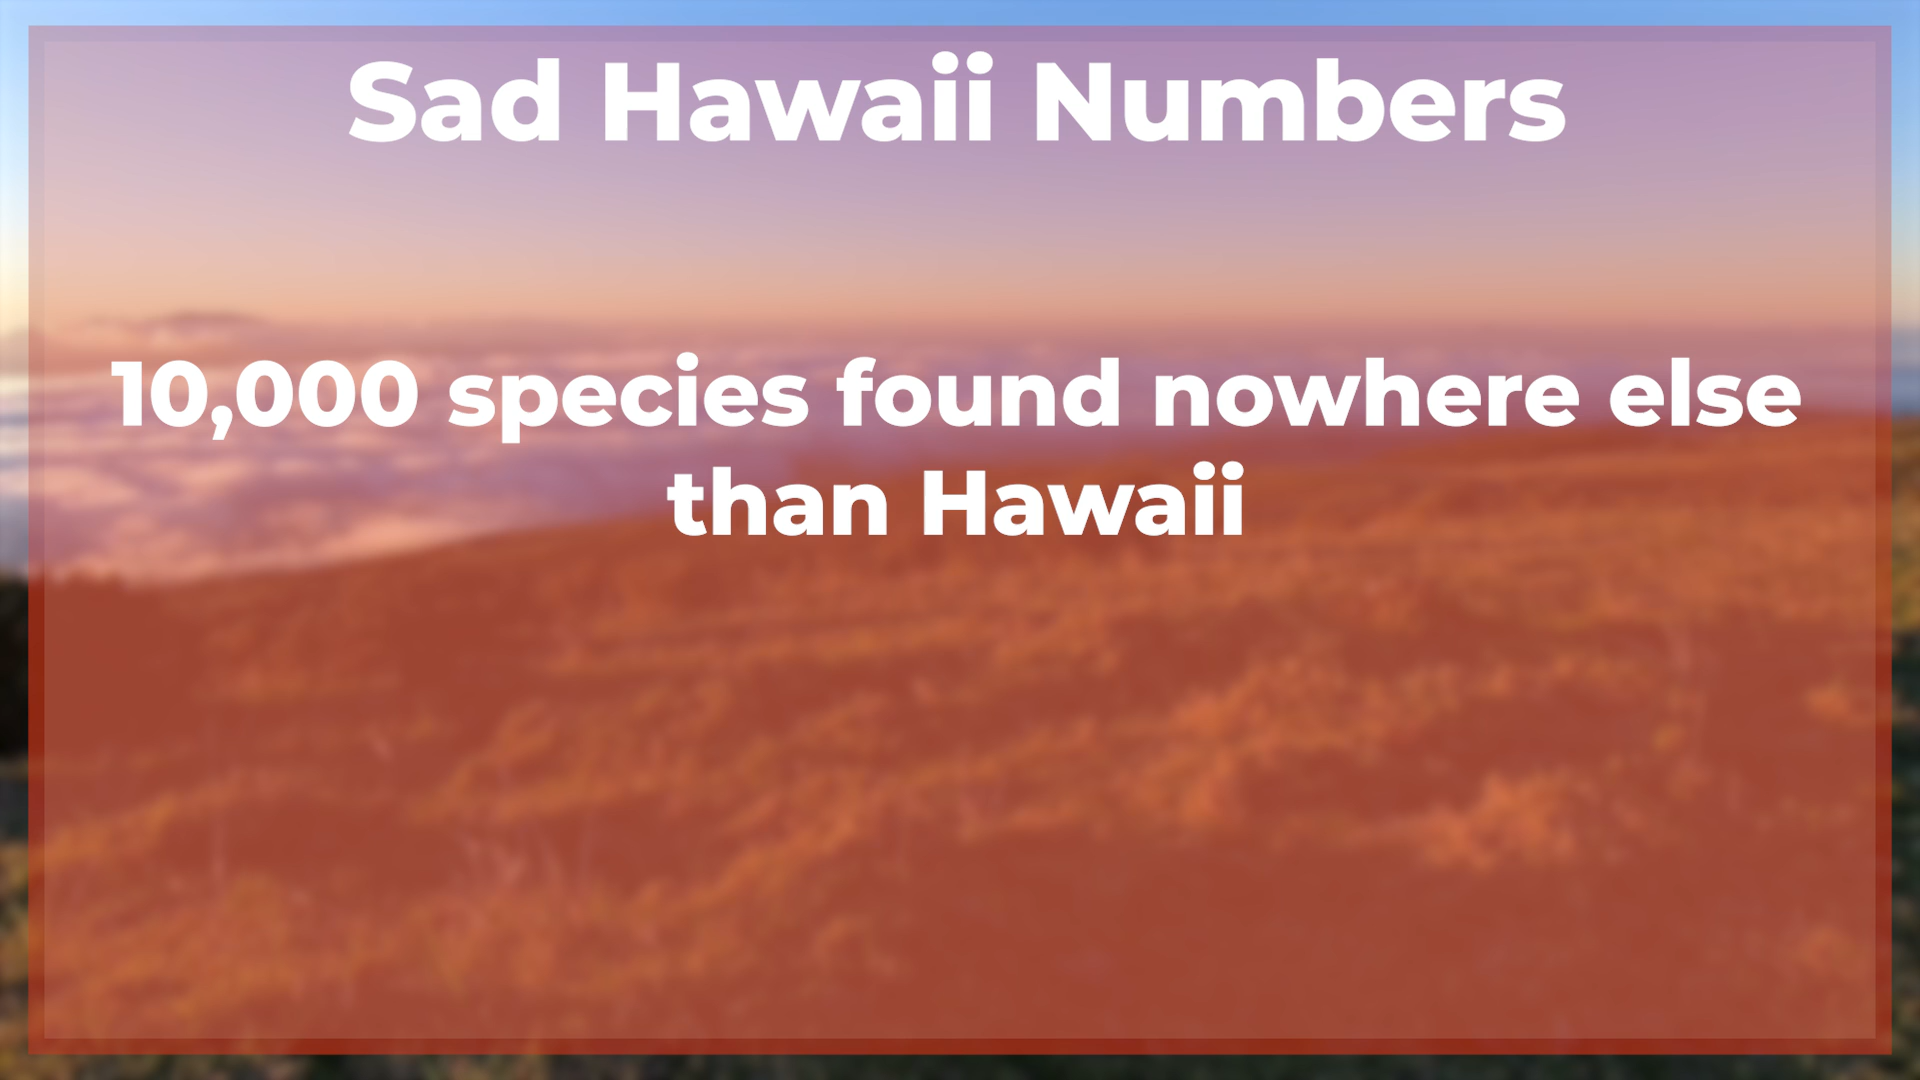 Sad Hawaii Numbers
10,000 species found nowhere else
than Hawaii